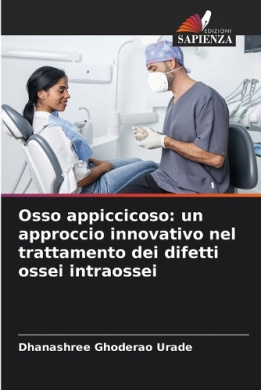 EDIZIONI
SAPIENZA
Osso appiccicoso: un
approccio innovativo nel
trattamento dei difetti
ossei intraossei
Dhanashree Ghoderao Urade